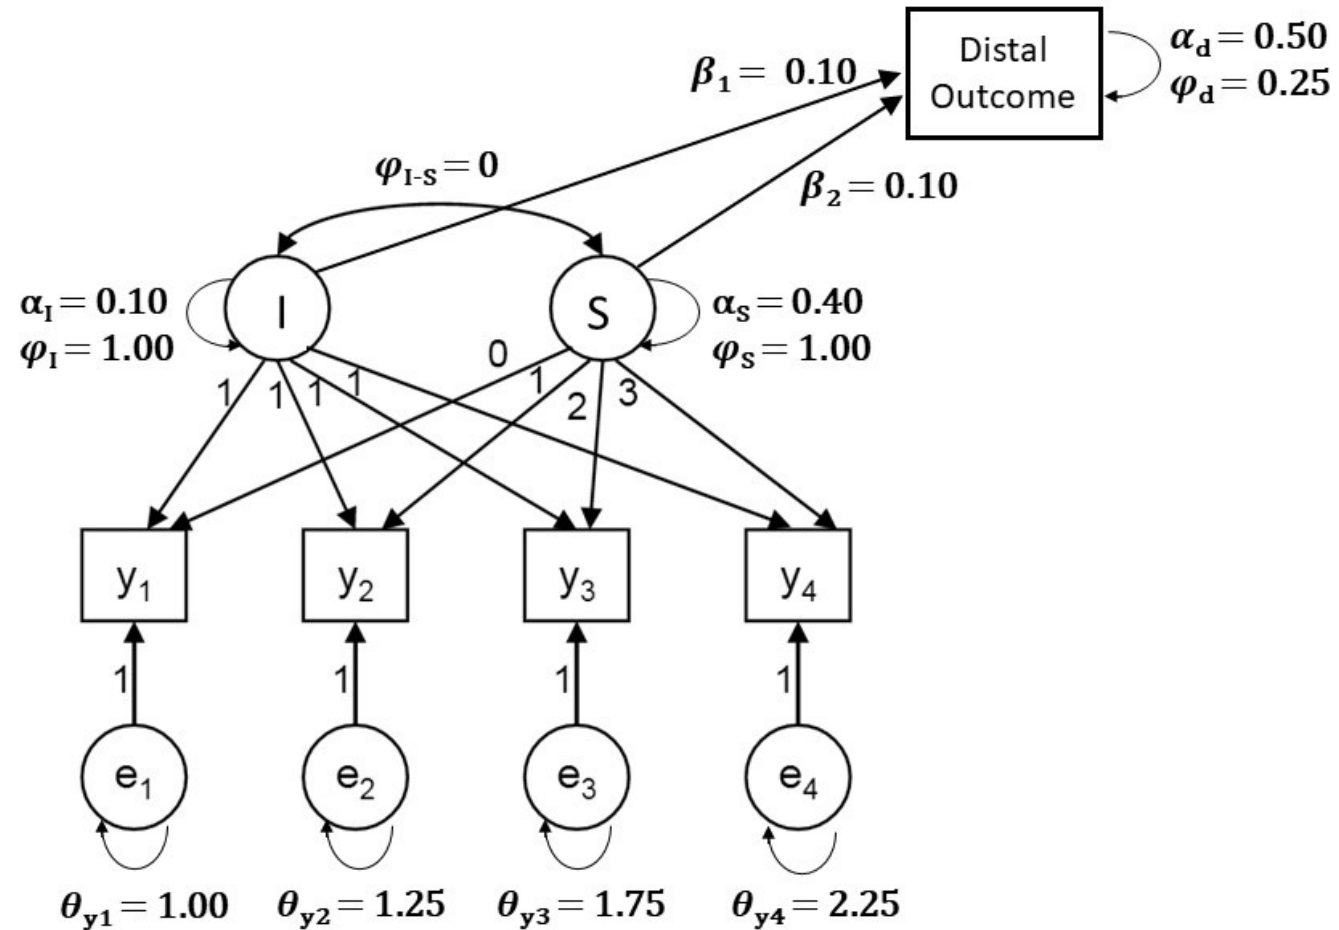 Distal
Outcome
α_d = 0.50
φ_d = 0.25
β₁ = 0.10
β₂ = 0.10
φ_I-S = 0
α_I = 0.10
φ_I = 1.00
I
S
α_S = 0.40
φ_S = 1.00
1 1 1 1
0 1 2 3
y₁ y₂ y₃ y₄
1 1 1 1
e₁ e₂ e₃ e₄
θ_y1 = 1.00 θ_y2 = 1.25 θ_y3 = 1.75 θ_y4 = 2.25